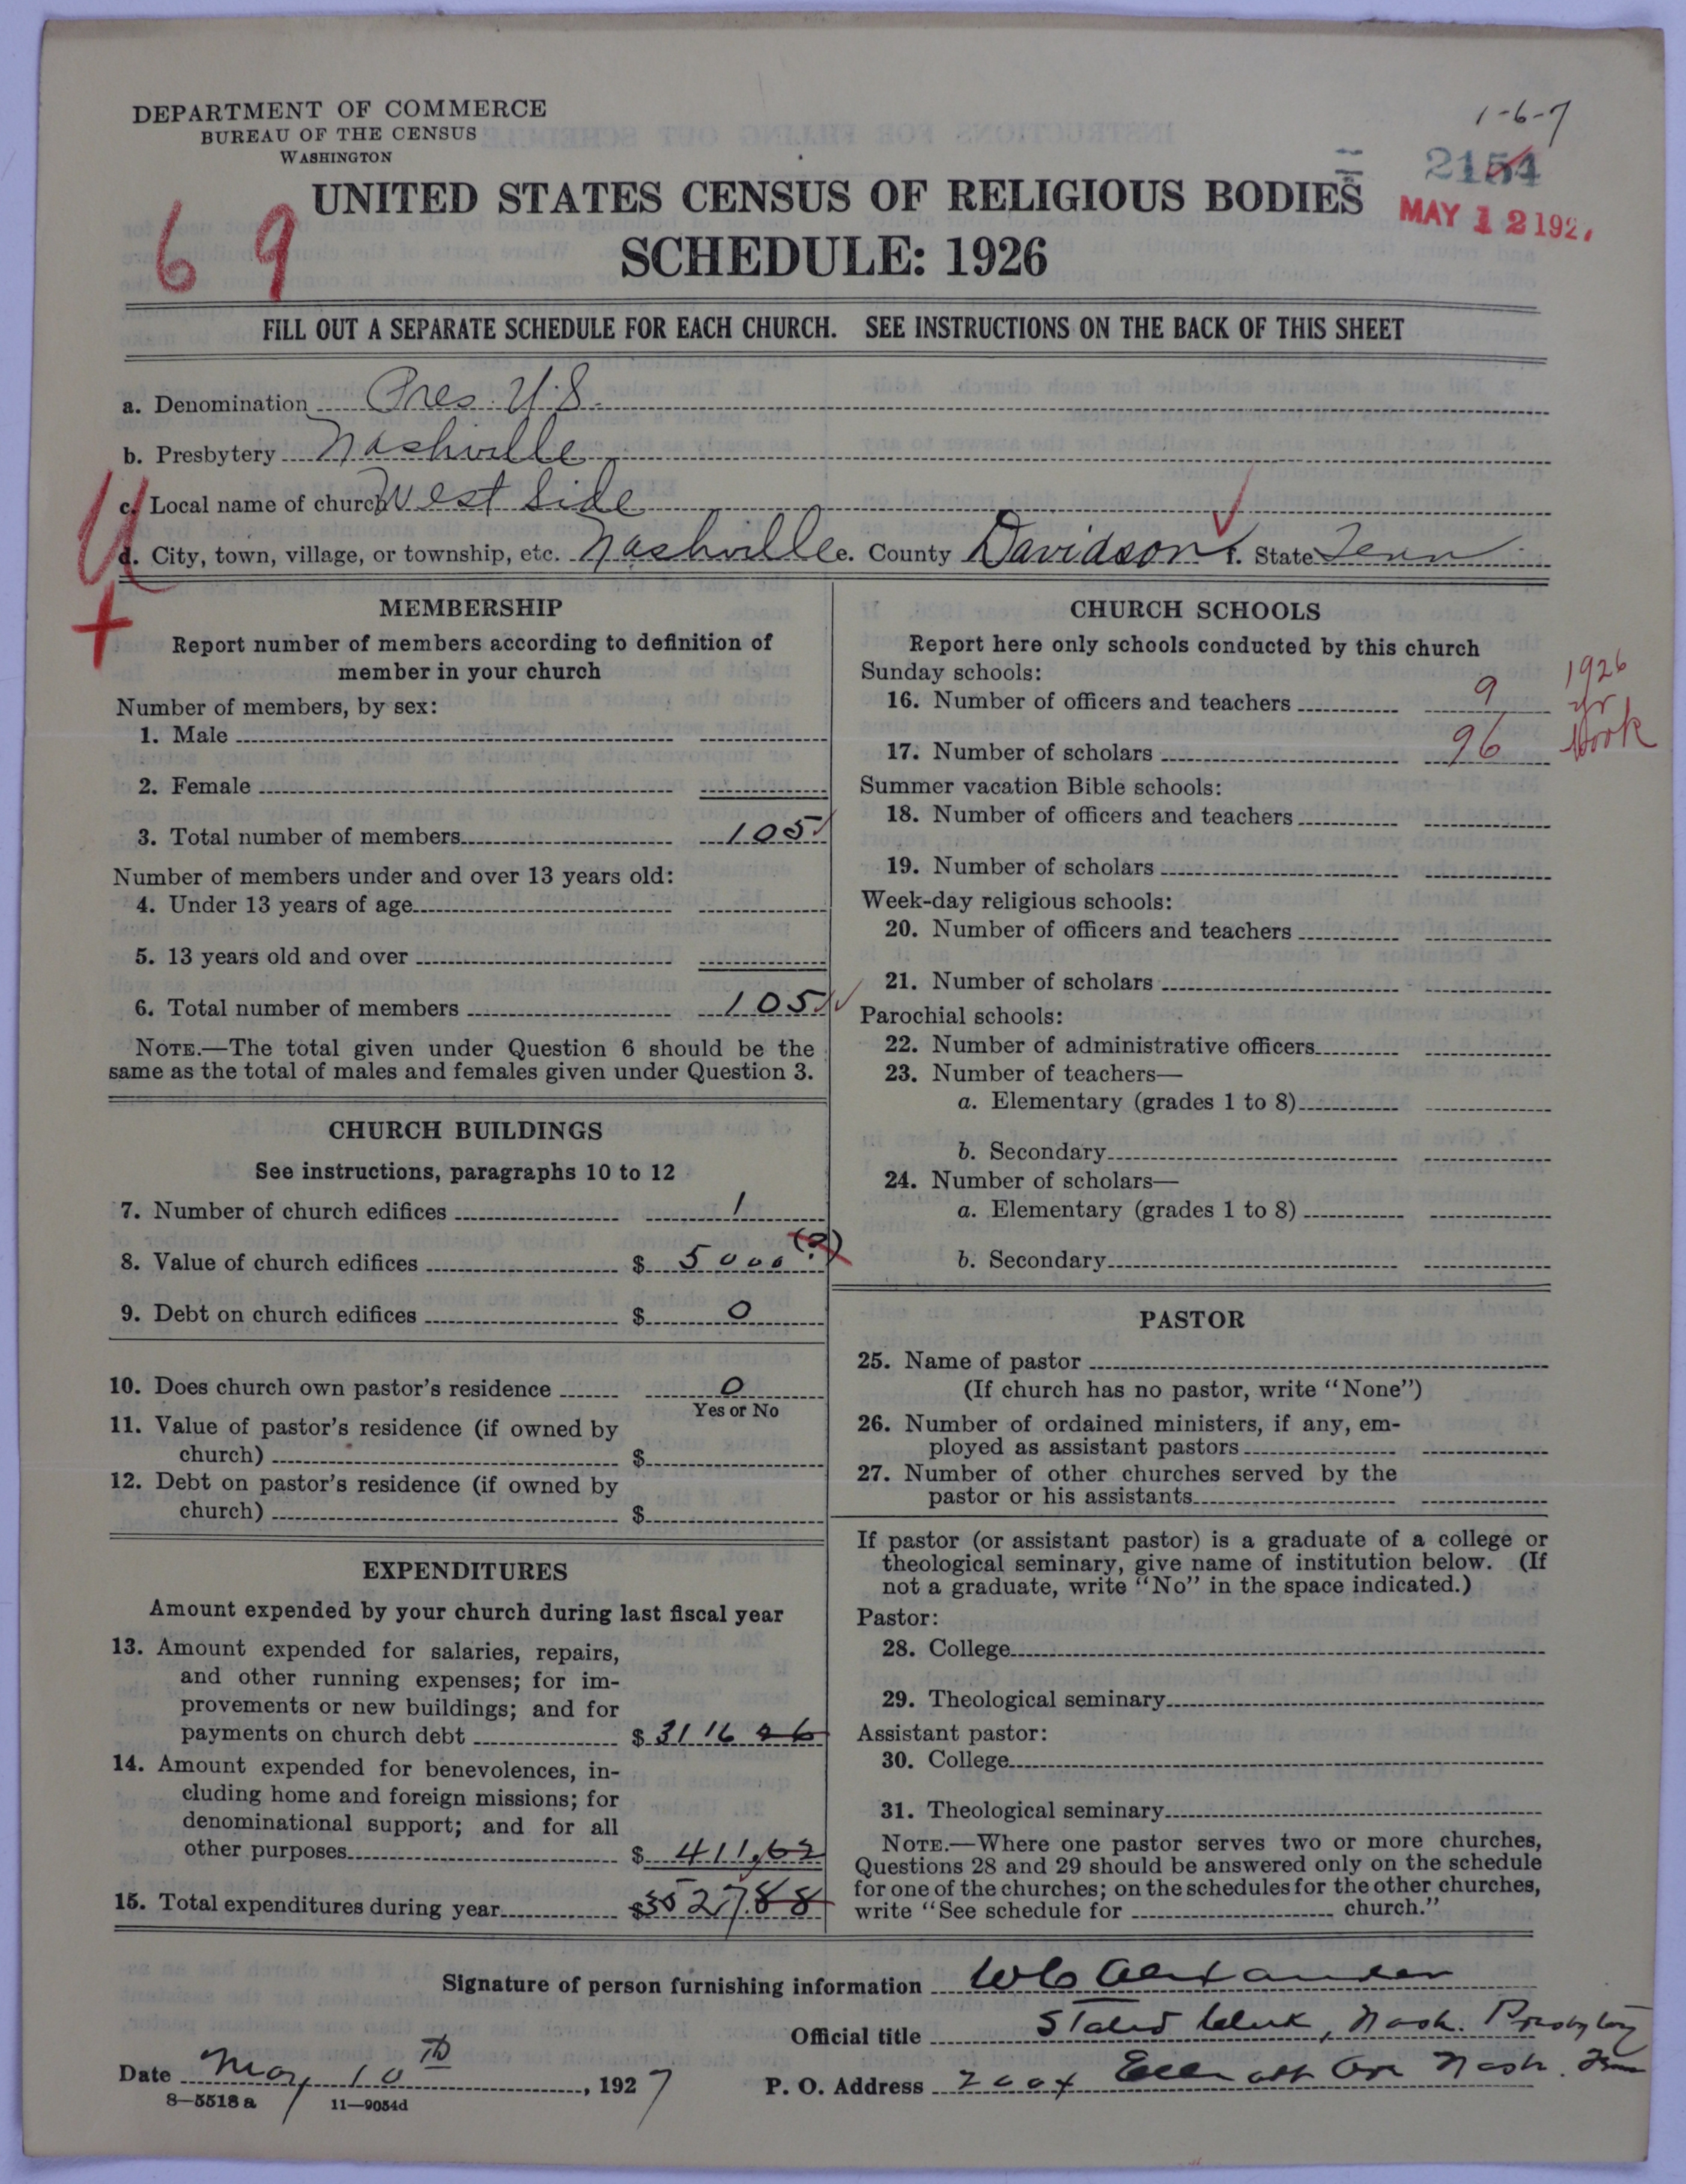 DEPARTMENT OF COMMERCE
BUREAU OF THE CENSUS
WASHINGTON
1-6-7
2154
MAY 12 192
UNITED STATES CENSUS OF RELIGIOUS BODIES
SCHEDULE: 1926
6 9
FILL OUT A SEPARATE SCHEDULE FOR EACH CHURCH. SEE INSTRUCTIONS ON THE BACK OF THIS SHEET
a. Denomination Pres. U.S.
b. Presbytery Nashville
c. Local name of church West Side
d. City, town, village, or township, etc. Nashville e. County Davidson f. State Tenn
U
+
MEMBERSHIP
Report number of members according to definition of
member in your church
Number of members, by sex:
1. Male
2. Female
3. Total number of members 105
Number of members under and over 13 years old:
4. Under 13 years of age
5. 13 years old and over
6. Total number of members 105
NOTE.—The total given under Question 6 should be the
same as the total of males and females given under Question 3.
CHURCH BUILDINGS
See instructions, paragraphs 10 to 12
7. Number of church edifices 1
8. Value of church edifices $ 5000 (?)
9. Debt on church edifices $ 0
10. Does church own pastor's residence 0
Yes or No
11. Value of pastor's residence (if owned by
church) $
12. Debt on pastor's residence (if owned by
church) $
EXPENDITURES
Amount expended by your church during last fiscal year
13. Amount expended for salaries, repairs,
and other running expenses; for im-
provements or new buildings; and for
payments on church debt $ 3116 26
14. Amount expended for benevolences, in-
cluding home and foreign missions; for
denominational support; and for all
other purposes $ 411,62
15. Total expenditures during year $3527.88
CHURCH SCHOOLS
Report here only schools conducted by this church
Sunday schools:
16. Number of officers and teachers 9
17. Number of scholars 96
1926
yr
book
Summer vacation Bible schools:
18. Number of officers and teachers
19. Number of scholars
Week-day religious schools:
20. Number of officers and teachers
21. Number of scholars
Parochial schools:
22. Number of administrative officers
23. Number of teachers—
a. Elementary (grades 1 to 8)
b. Secondary
24. Number of scholars—
a. Elementary (grades 1 to 8)
b. Secondary
PASTOR
25. Name of pastor
(If church has no pastor, write "None")
26. Number of ordained ministers, if any, em-
ployed as assistant pastors
27. Number of other churches served by the
pastor or his assistants
If pastor (or assistant pastor) is a graduate of a college or
theological seminary, give name of institution below. (If
not a graduate, write "No" in the space indicated.)
Pastor:
28. College
29. Theological seminary
Assistant pastor:
30. College
31. Theological seminary
NOTE.—Where one pastor serves two or more churches,
Questions 28 and 29 should be answered only on the schedule
for one of the churches; on the schedules for the other churches,
write "See schedule for church."
Signature of person furnishing information WC Alexander
Official title Stated Clerk, Nash. Presbytery
Date May 10th, 1927 P. O. Address 2004 Ave Nash. Tenn
8—5518 a 11—9054d